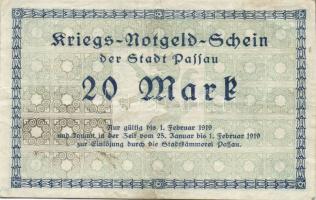 Kriegs-Notgeld-Schein
der Stadt Passau
20 Mark
Nur gültig bis 1. Februar 1919
und kommt in der Zeit vom 25. Januar bis 1. Februar 1919
zur Einlösung durch die Stadtkämmerei Passau.